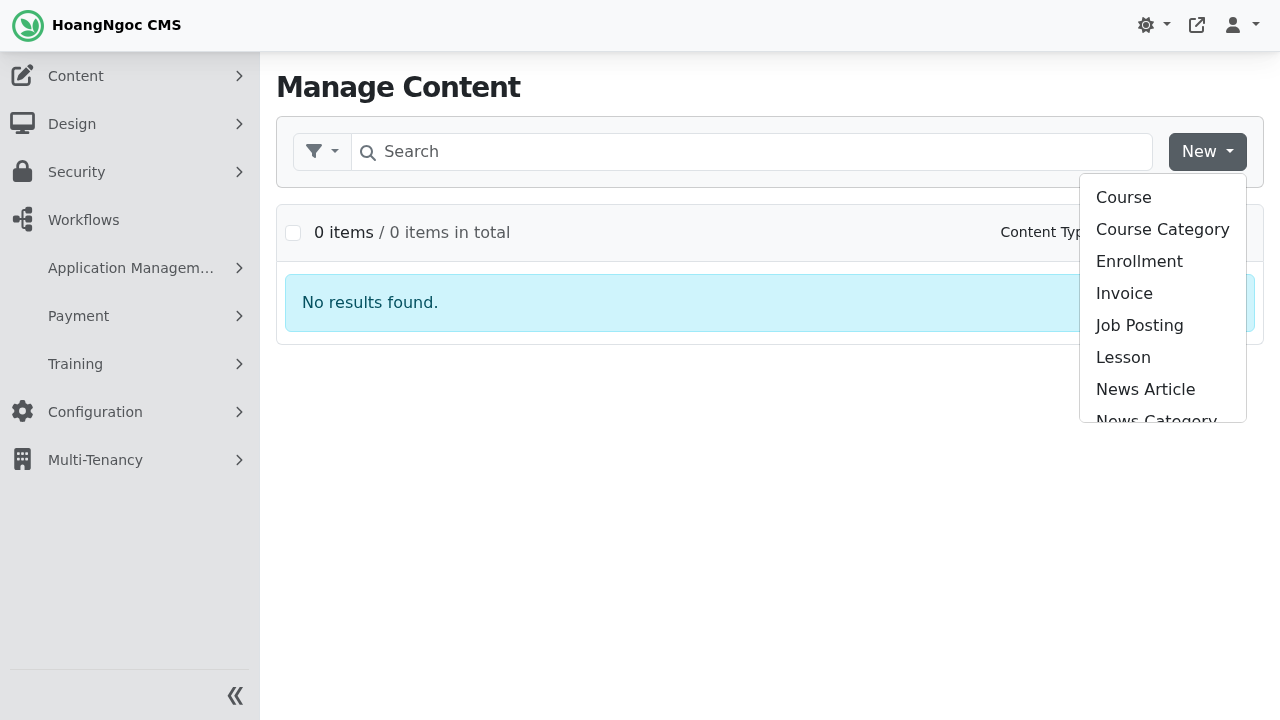 HoangNgoc CMS
Content
Design
Security
Workflows
Application Managem…
Payment
Training
Configuration
Multi-Tenancy
Manage Content
Search
New
0 items / 0 items in total
Content Typ
No results found.
Course
Course Category
Enrollment
Invoice
Job Posting
Lesson
News Article
News Category